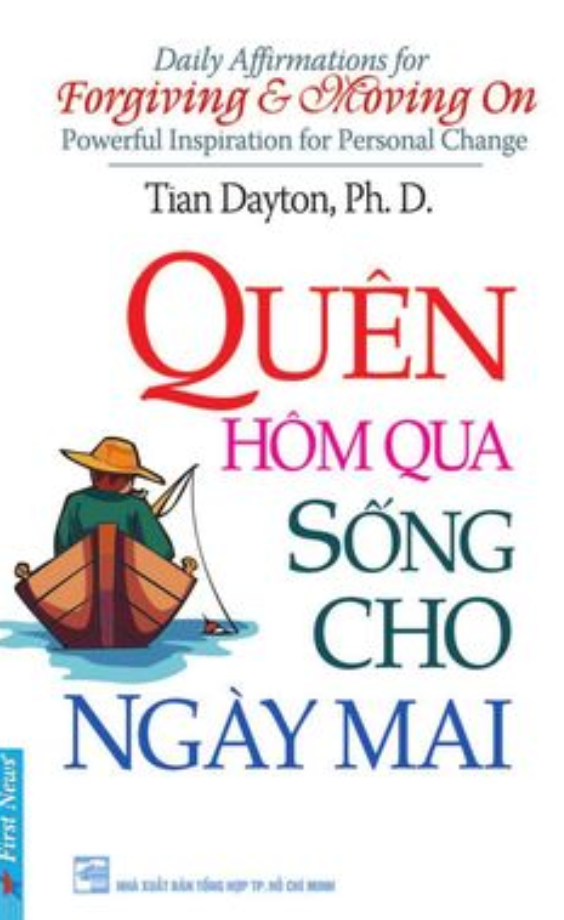 Daily Affirmations for
Forgiving & Moving On
Powerful Inspiration for Personal Change
Tian Dayton, Ph. D.
QUÊN
HÔM QUA
SỐNG
CHO
NGÀY MAI
First News
NHÀ XUẤT BẢN TỔNG HỢP TP. HỒ CHÍ MINH